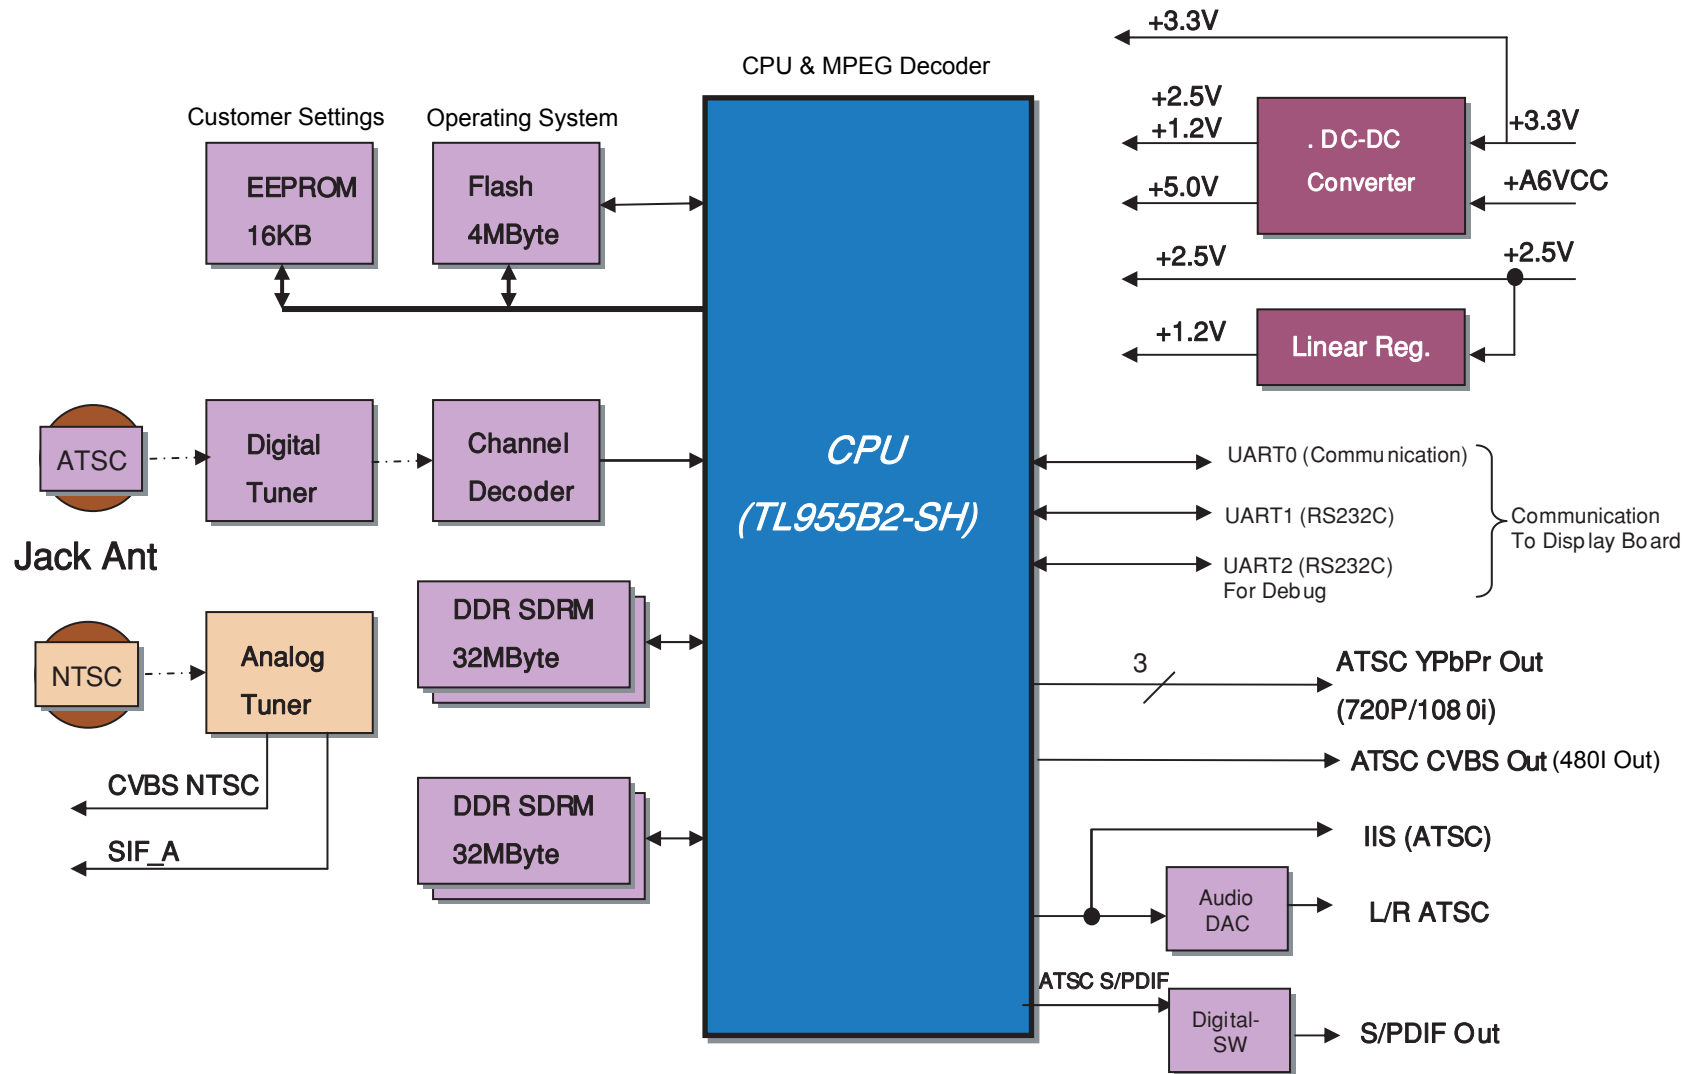 CPU & MPEG Decoder
Customer Settings
Operating System
EEPROM
16KB
Flash
4MByte
ATSC
Digital
Tuner
Channel
Decoder
Jack Ant
NTSC
Analog
Tuner
CVBS NTSC
SIF_A
DDR SDRM
32MByte
DDR SDRM
32MByte
CPU
(TL955B2-SH)
+3.3V
+2.5V
+1.2V
+5.0V
. DC-DC
Converter
+3.3V
+A6VCC
+2.5V
+2.5V
+1.2V
Linear Reg.
UART0 (Communication)
UART1 (RS232C)
UART2 (RS232C)
For Debug
Communication
To Display Board
3
ATSC YPbPr Out
(720P/1080i)
ATSC CVBS Out (480I Out)
IIS (ATSC)
Audio
DAC
L/R ATSC
ATSC S/PDIF
Digital-
SW
S/PDIF Out